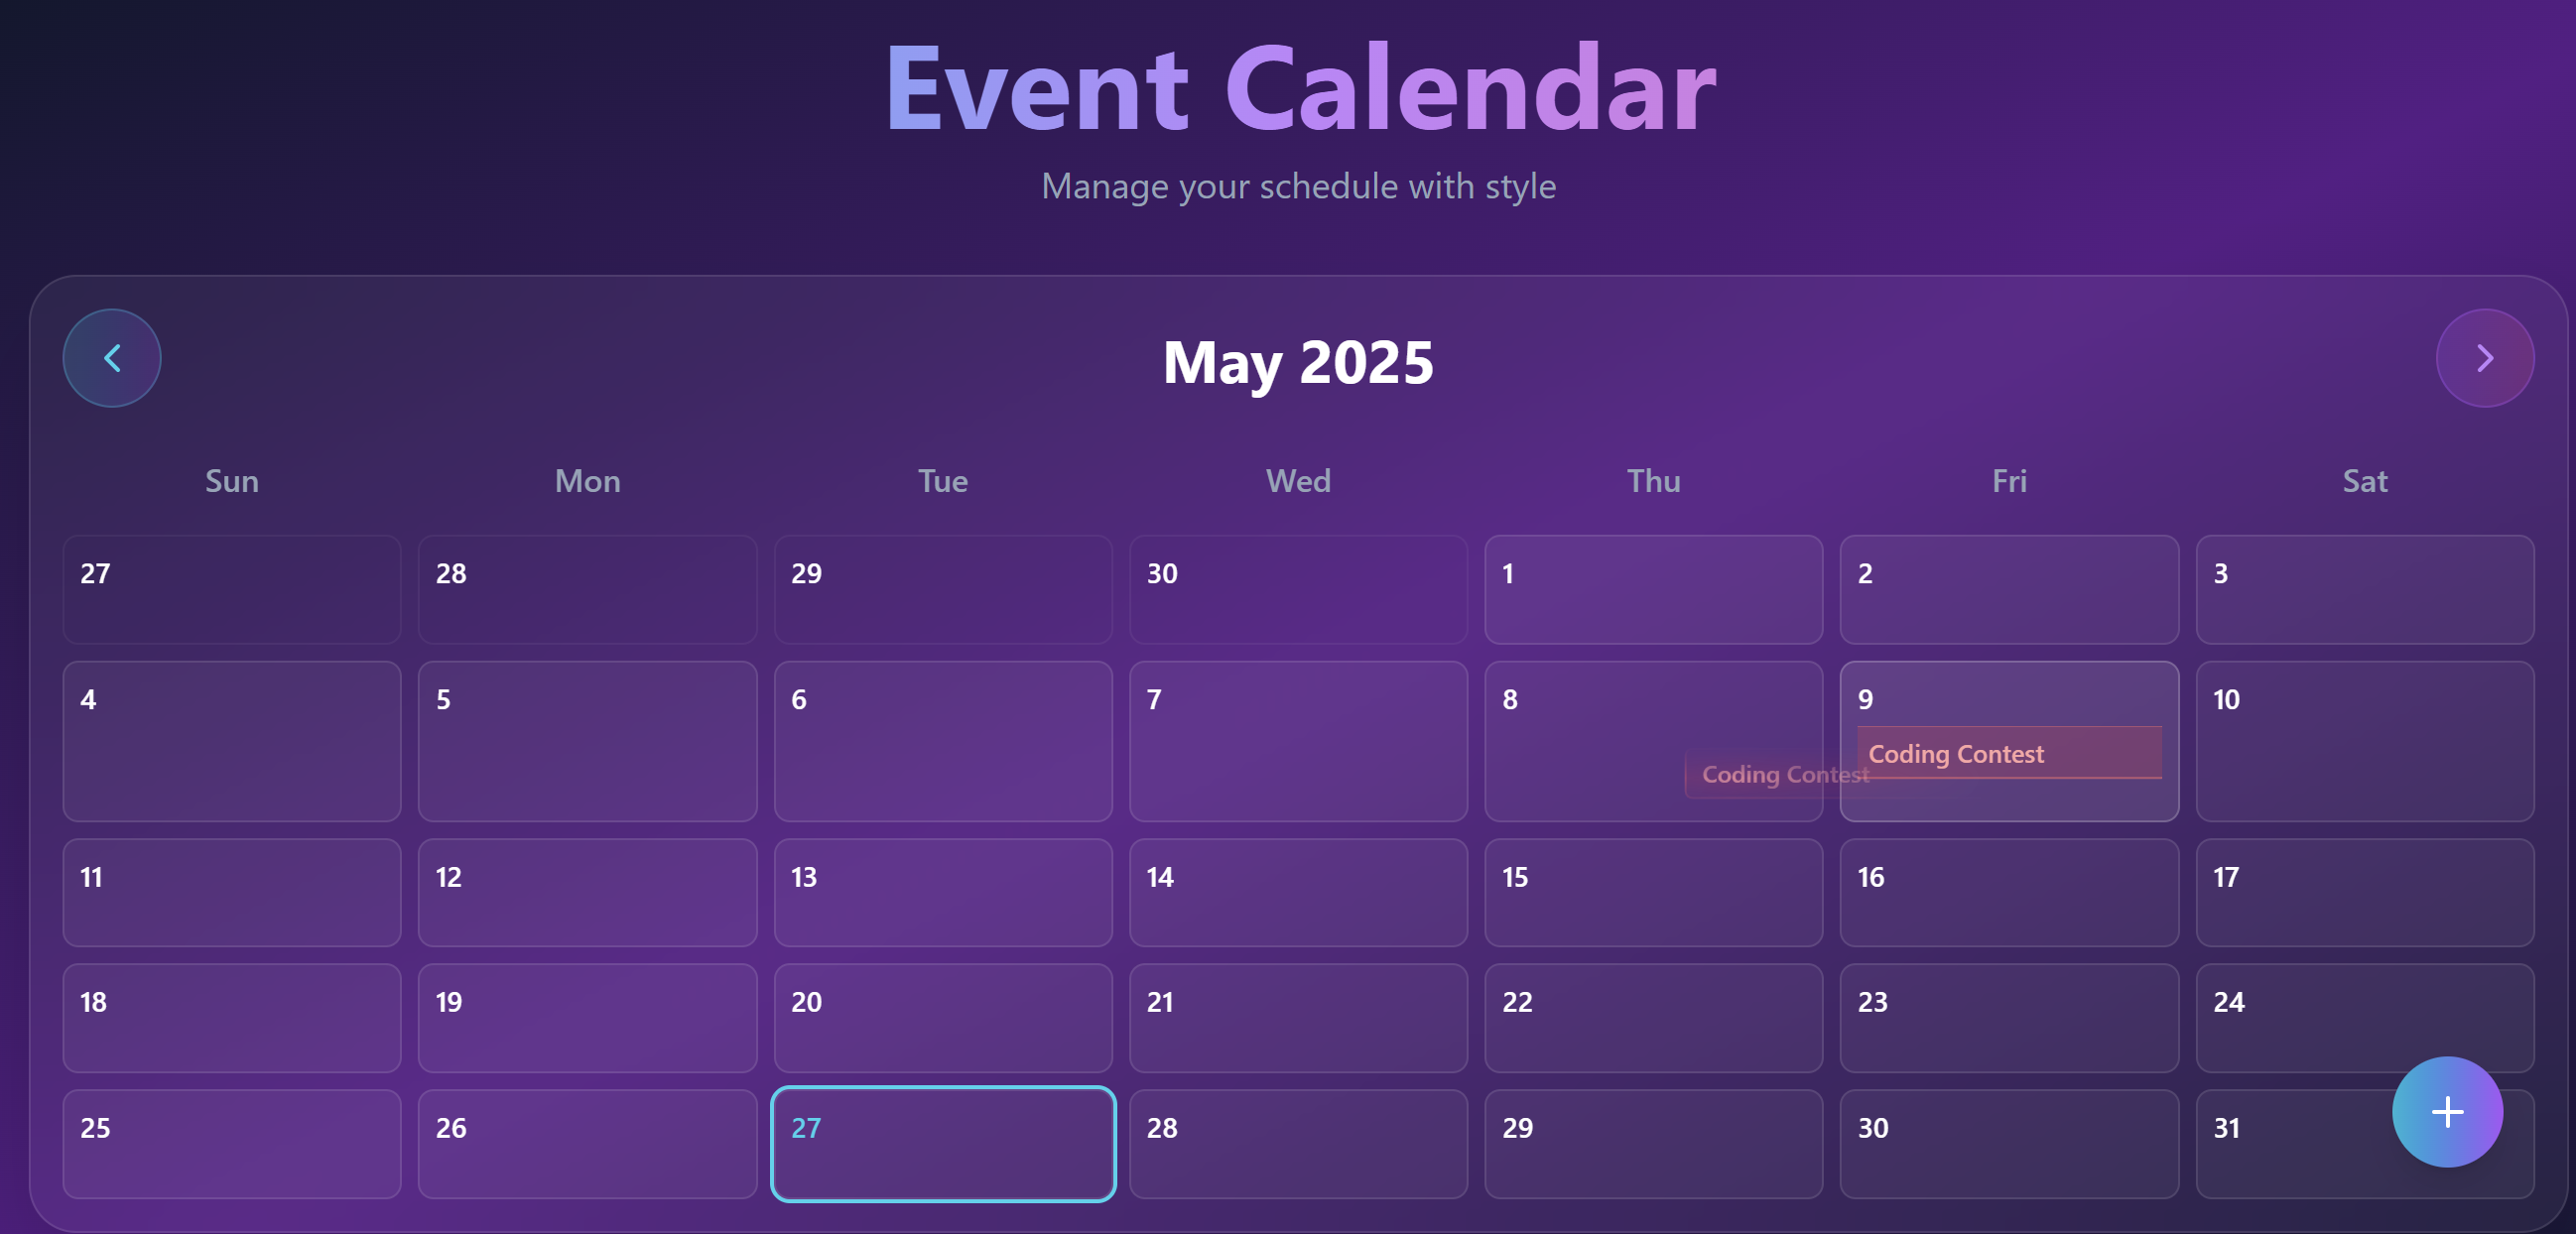 Event Calendar
Manage your schedule with style
May 2025
Sun Mon Tue Wed Thu Fri Sat
27 28 29 30 1 2 3
4 5 6 7 8 9 10
Coding Contest
Coding Contest
11 12 13 14 15 16 17
18 19 20 21 22 23 24
25 26 27 28 29 30 31